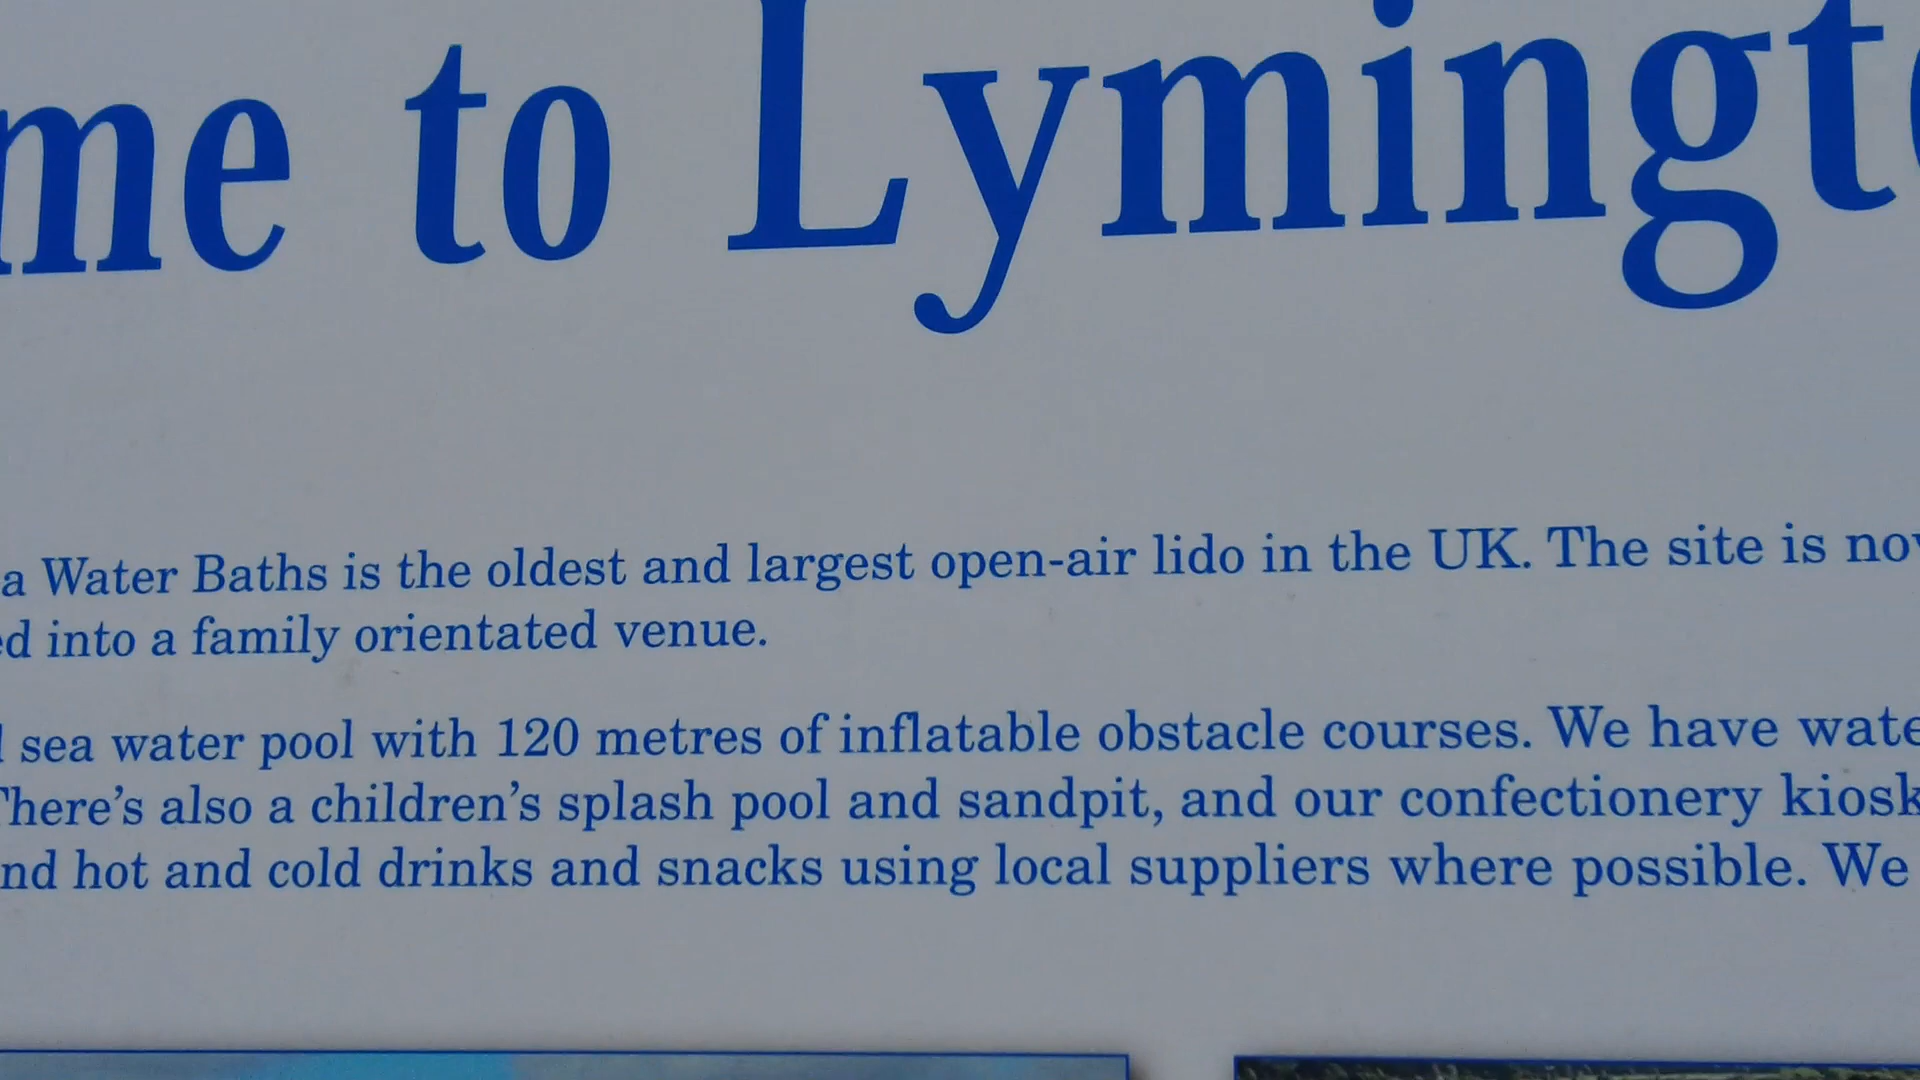 me to Lymingt
a Water Baths is the oldest and largest open-air lido in the UK. The site is no
ed into a family orientated venue.
sea water pool with 120 metres of inflatable obstacle courses. We have wate
There's also a children's splash pool and sandpit, and our confectionery kiosk
nd hot and cold drinks and snacks using local suppliers where possible. We